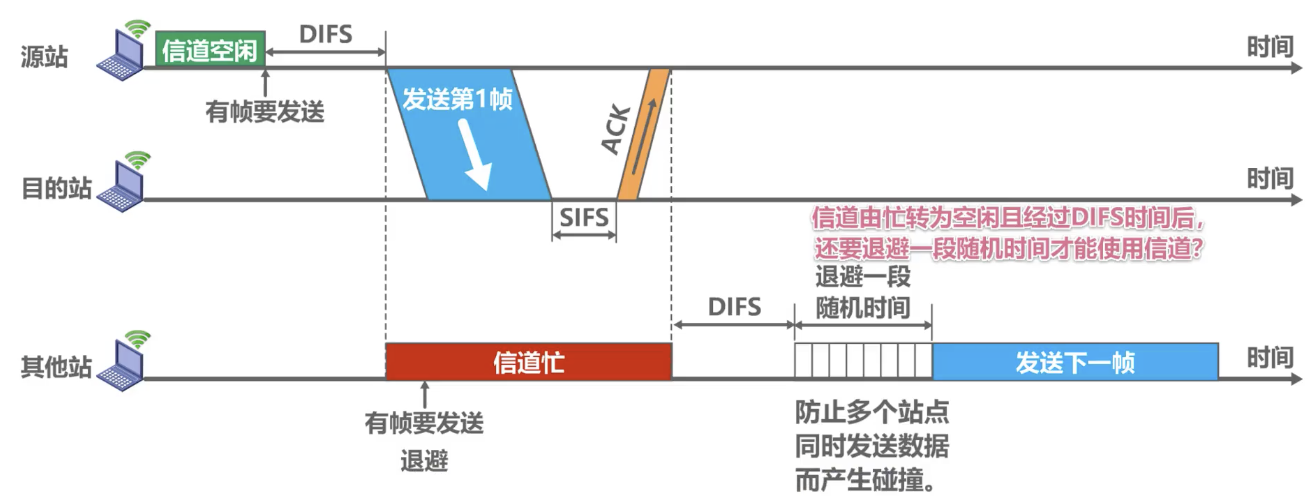 源站
信道空闲
DIFS
时间
有帧要发送
发送第1帧
ACK
目的站
时间
SIFS
信道由忙转为空闲且经过DIFS时间后，
还要退避一段随机时间才能使用信道？
退避一段
随机时间
DIFS
其他站
信道忙
发送下一帧
时间
有帧要发送
退避
防止多个站点
同时发送数据
而产生碰撞。